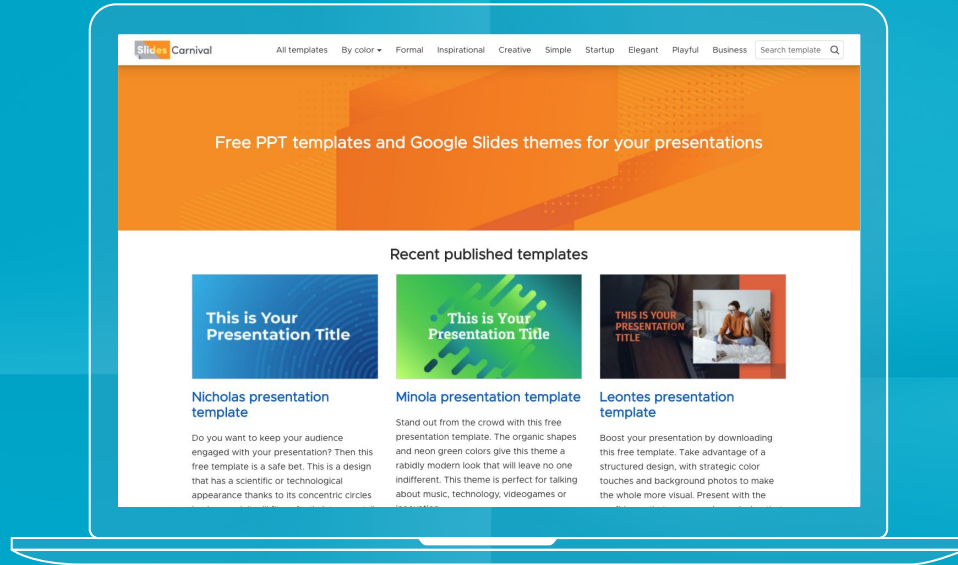 Slides Carnival
All templates By color Formal Inspirational Creative Simple Startup Elegant Playful Business Search template
Free PPT templates and Google Slides themes for your presentations
Recent published templates
This is Your
Presentation Title
Nicholas presentation
template
Do you want to keep your audience
engaged with your presentation? Then this
free template is a safe bet. This is a design
that has a scientific or technological
appearance thanks to its concentric circles
This is Your
Presentation Title
Minola presentation template
Stand out from the crowd with this free
presentation template. The organic shapes
and neon green colors give this theme a
rabidly modern look that will leave no one
indifferent. This theme is perfect for talking
about music, technology, videogames or
THIS IS YOUR
PRESENTATION
TITLE
Leontes presentation
template
Boost your presentation by downloading
this free template. Take advantage of a
structured design, with strategic color
touches and background photos to make
the whole more visual. Present with the